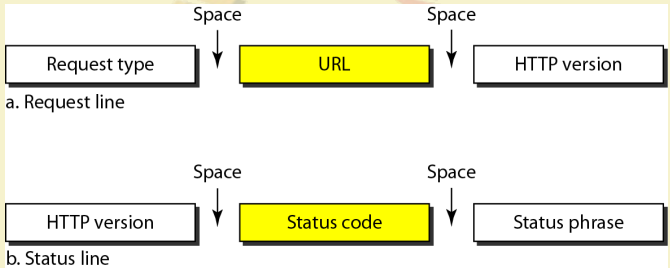 Space Space
Request type URL HTTP version
a. Request line
Space Space
HTTP version Status code Status phrase
b. Status line